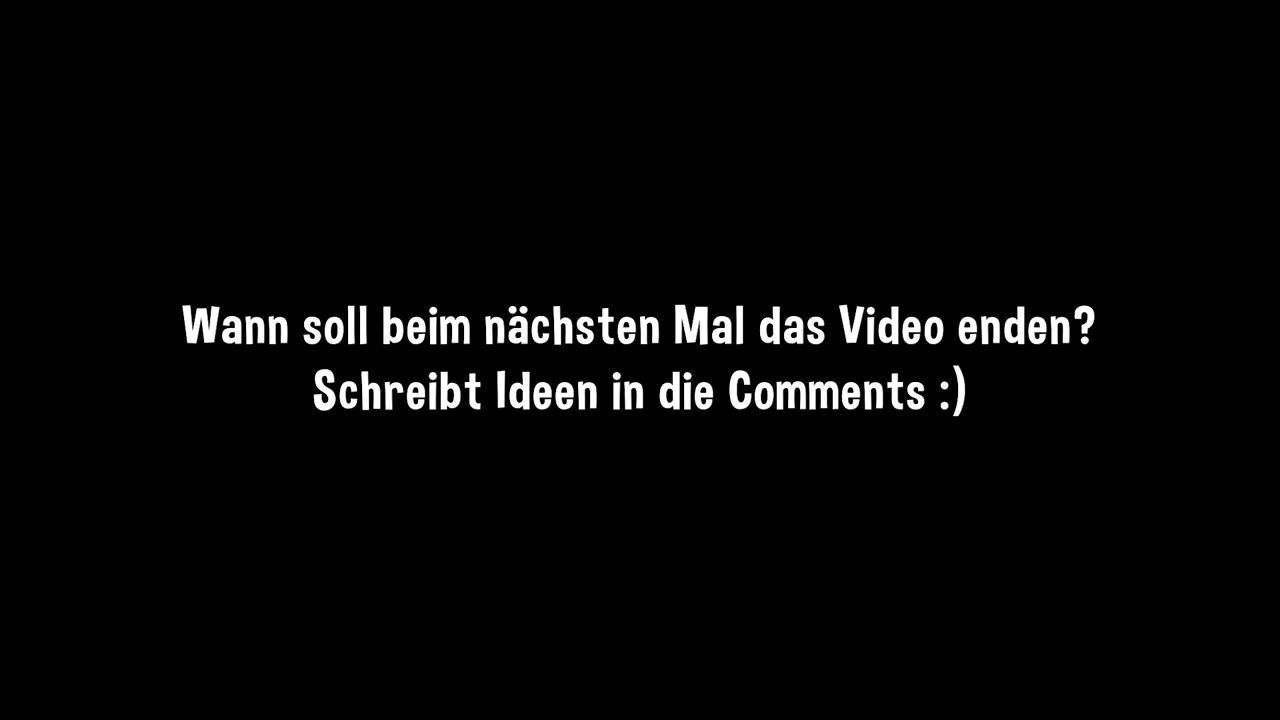 Wann soll beim nächsten Mal das Video enden?
Schreibt Ideen in die Comments :)